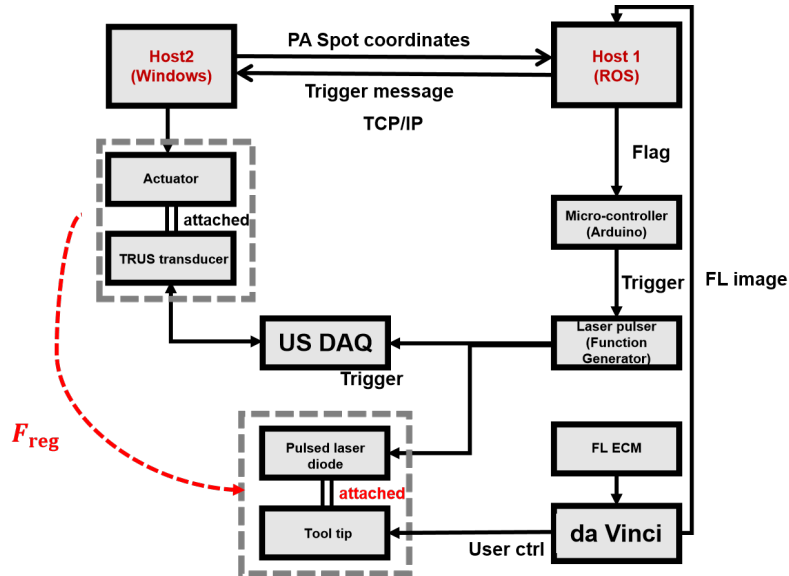 Host2
(Windows)
PA Spot coordinates
Trigger message
TCP/IP
Host 1
(ROS)
Flag
Actuator
attached
TRUS transducer
Micro-controller
(Arduino)
Trigger
FL image
US DAQ
Trigger
Laser pulser
(Function
Generator)
Freg
Pulsed laser
diode
attached
Tool tip
FL ECM
User ctrl
da Vinci